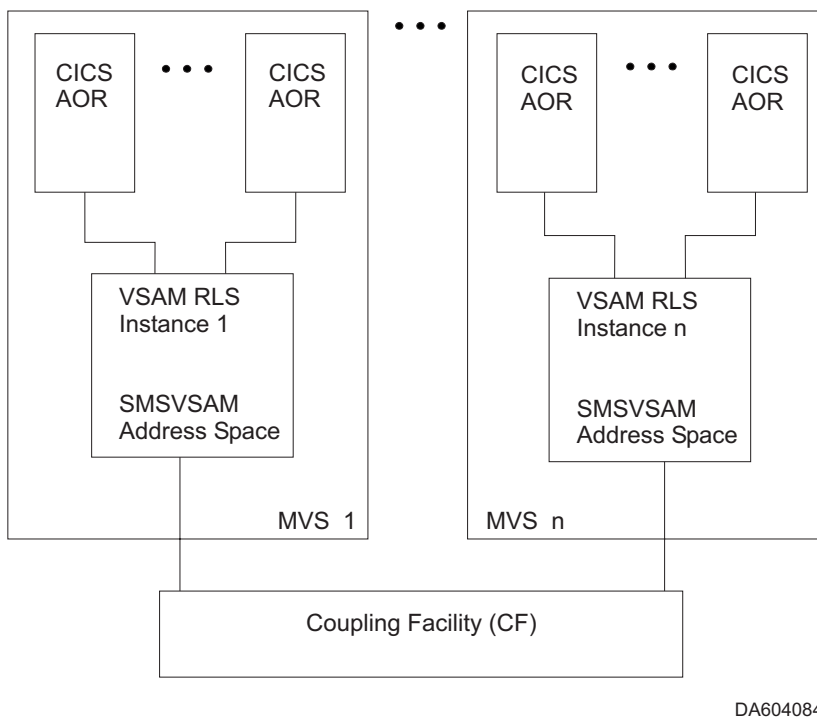 CICS
AOR
CICS
AOR
VSAM RLS
Instance 1
SMSVSAM
Address Space
MVS 1
CICS
AOR
CICS
AOR
VSAM RLS
Instance n
SMSVSAM
Address Space
MVS n
Coupling Facility (CF)
DA604084